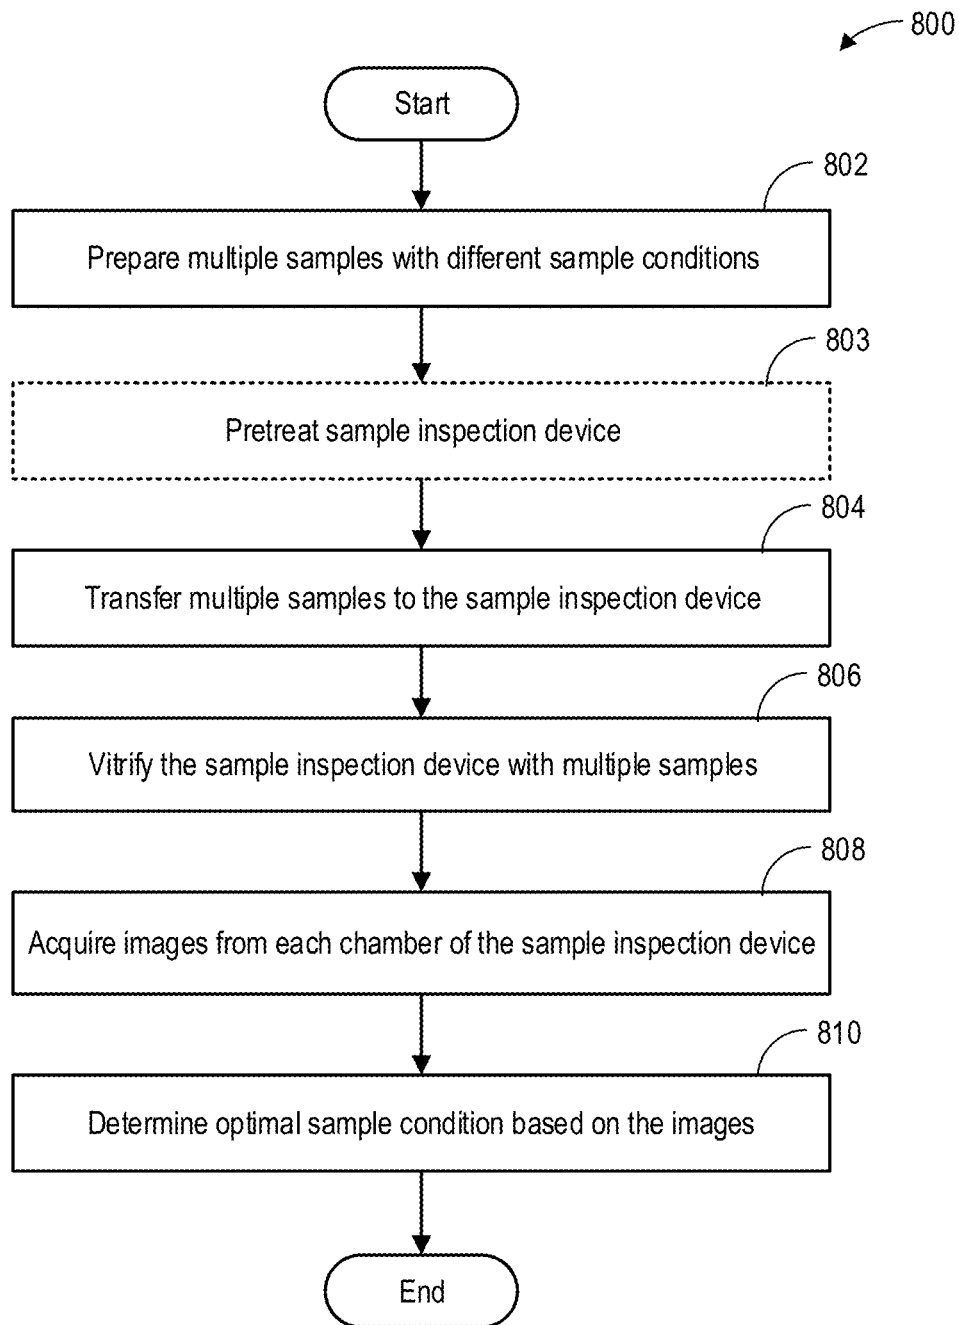 800
Start
802
Prepare multiple samples with different sample conditions
803
Pretreat sample inspection device
804
Transfer multiple samples to the sample inspection device
806
Vitrify the sample inspection device with multiple samples
808
Acquire images from each chamber of the sample inspection device
810
Determine optimal sample condition based on the images
End